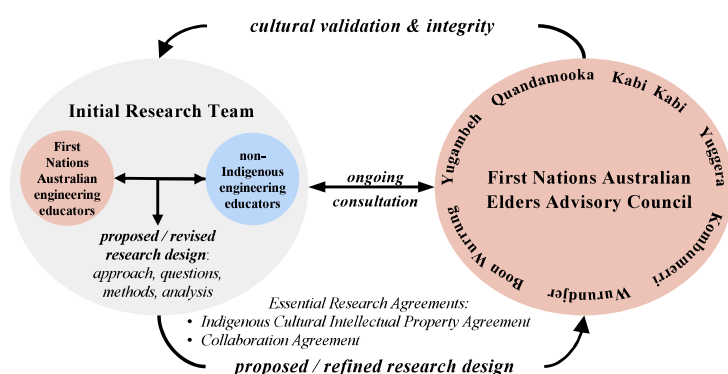 cultural validation & integrity
Initial Research Team
First
Nations
Australian
engineering
educators
non-
Indigenous
engineering
educators
proposed / revised
research design:
approach, questions,
methods, analysis
ongoing
consultation
First Nations Australian
Elders Advisory Council
Yugambeh
Quandamooka
Kabi Kabi
Yuggera
Kombumerri
Wurundjer
Boon Wurrung
Essential Research Agreements:
• Indigenous Cultural Intellectual Property Agreement
• Collaboration Agreement
proposed / refined research design